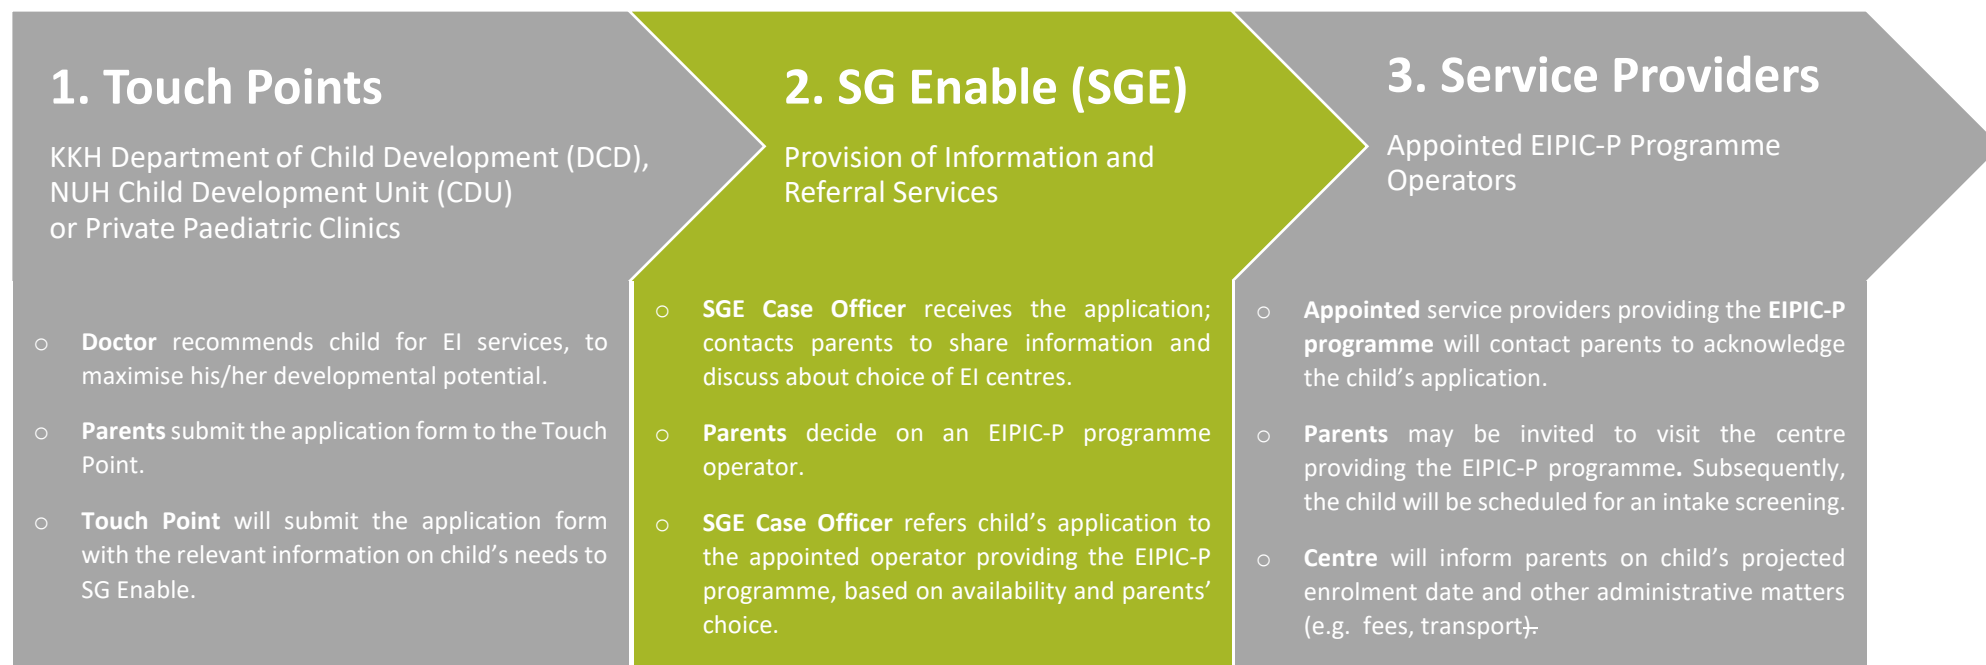 1. Touch Points
KKH Department of Child Development (DCD),
NUH Child Development Unit (CDU)
or Private Paediatric Clinics
o Doctor recommends child for EI services, to
maximise his/her developmental potential.
o Parents submit the application form to the Touch
Point.
o Touch Point will submit the application form
with the relevant information on child’s needs to
SG Enable.
2. SG Enable (SGE)
Provision of Information and
Referral Services
o SGE Case Officer receives the application;
contacts parents to share information and
discuss about choice of EI centres.
o Parents decide on an EIPIC-P programme
operator.
o SGE Case Officer refers child’s application to
the appointed operator providing the EIPIC-P
programme, based on availability and parents’
choice.
3. Service Providers
Appointed EIPIC-P Programme
Operators
o Appointed service providers providing the EIPIC-P
programme will contact parents to acknowledge
the child’s application.
o Parents may be invited to visit the centre
providing the EIPIC-P programme. Subsequently,
the child will be scheduled for an intake screening.
o Centre will inform parents on child’s projected
enrolment date and other administrative matters
(e.g. fees, transport).